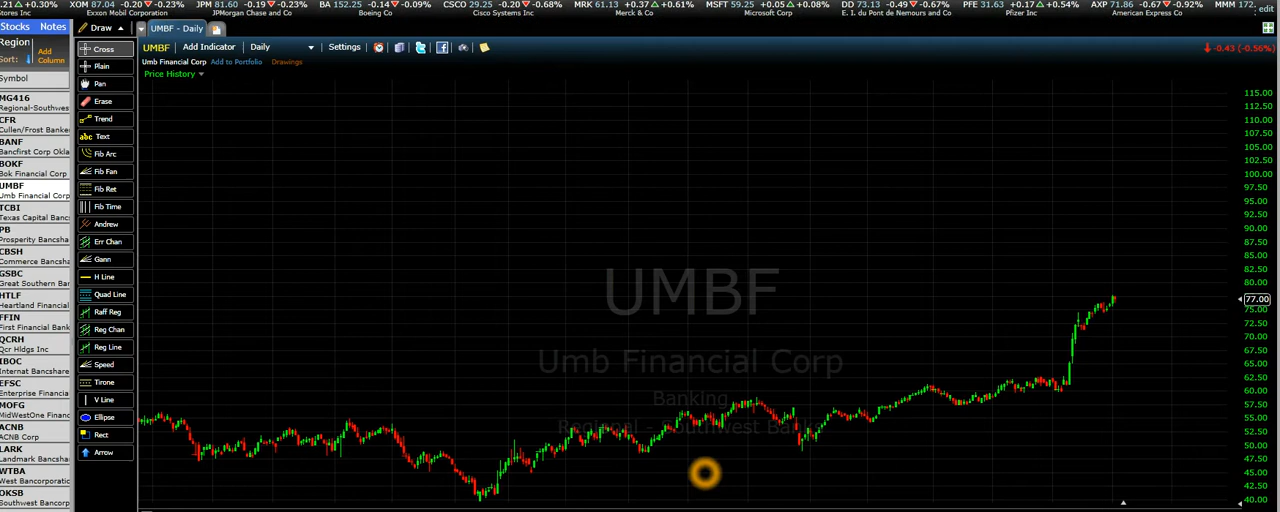 .21 +0.30% XOM 87.04 -0.20 -0.23% JPM 81.60 -0.19 -0.23% BA 152.25 -0.14 -0.09% CSCO 29.25 -0.20 -0.68% MRK 61.13 +0.37 +0.61% MSFT 59.25 +0.05 +0.08% DD 73.13 -0.49 -0.67% PFE 31.63 +0.17 +0.54% AXP 71.86 -0.67 -0.92% MMM 172.
Stores Inc Exxon Mobil Corporation JPMorgan Chase and Co Boeing Co Cisco Systems Inc Merck & Co Microsoft Corp E. I. du Pont de Nemours and Co Pfizer Inc American Express Co edit
Stocks Notes Draw UMBF - Daily
Region
Sort: Add Column
UMBF Add Indicator Daily Settings -0.43 (-0.56%)
Umb Financial Corp Add to Portfolio Drawings
Price History
Symbol
MG416
Regional-Southwes
CFR
Cullen/Frost Banker
BANF
Bancfirst Corp Okla
BOKF
Bok Financial Corp
UMBF
Umb Financial Corp
TCBI
Texas Capital Banc
PB
Prosperity Bancsha
CBSH
Commerce Bancsha
GSBC
Great Southern Ban
HTLF
Heartland Financial
FFIN
First Financial Bank
QCRH
Qcr Hldgs Inc
IBOC
Internat Bancshares
EFSC
Enterprise Financia
MOFG
MidWestOne Financi
ACNB
ACNB Corp
LARK
Landmark Bancshar
WTBA
West Bancorporatio
OKSB
Southwest Bancorp
Cross
Plain
Pan
Erase
Trend
abc Text
Fib Arc
Fib Fan
Fib Ret
Fib Time
Andrew
Err Chan
Gann
H Line
Quad Line
Raff Reg
Reg Chan
Reg Line
Speed
Tirone
V Line
Ellipse
Rect
Arrow
UMBF
Umb Financial Corp
Banking
Regional - Southwest Banks
115.00
112.50
110.00
107.50
105.00
102.50
100.00
97.50
95.00
92.50
90.00
87.50
85.00
82.50
80.00
77.00
75.00
72.50
70.00
67.50
65.00
62.50
60.00
57.50
55.00
52.50
50.00
47.50
45.00
42.50
40.00